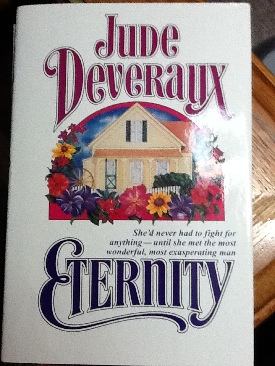 Jude
Deveraux
She'd never had to fight for
anything—until she met the most
wonderful, most exasperating man
ETERNITY